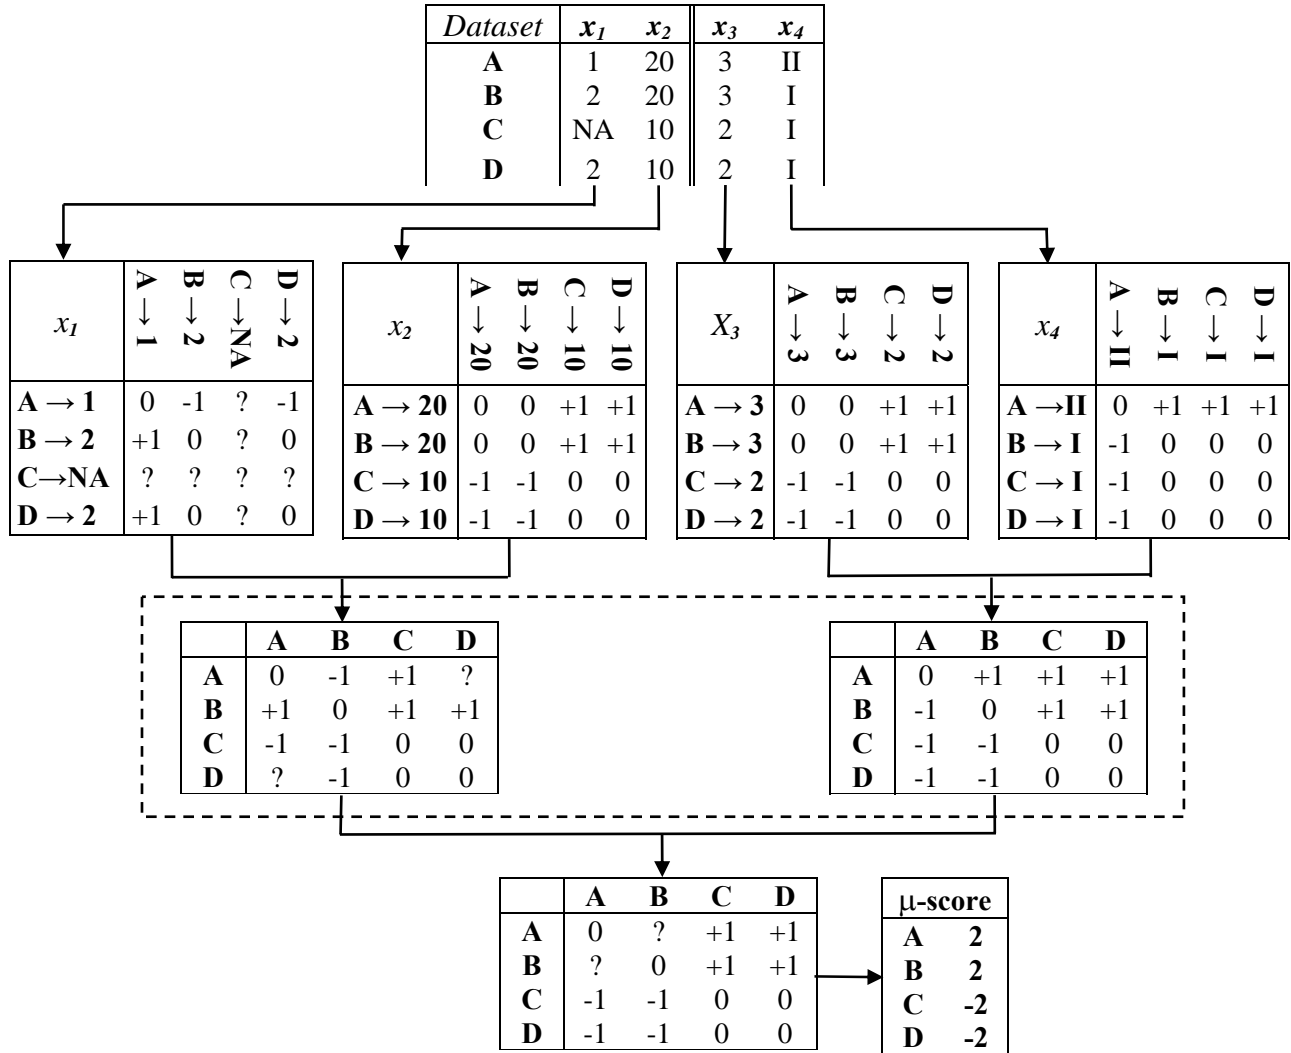 Dataset x1 x2 x3 x4
A 1 20 3 II
B 2 20 3 I
C NA 10 2 I
D 2 10 2 I
x1 A→1 B→2 C→NA D→2
A → 1 0 -1 ? -1
B → 2 +1 0 ? 0
C→NA ? ? ? ?
D → 2 +1 0 ? 0
x2 A→20 B→20 C→10 D→10
A → 20 0 0 +1 +1
B → 20 0 0 +1 +1
C → 10 -1 -1 0 0
D → 10 -1 -1 0 0
X3 A→3 B→3 C→2 D→2
A → 3 0 0 +1 +1
B → 3 0 0 +1 +1
C → 2 -1 -1 0 0
D → 2 -1 -1 0 0
x4 A→II B→I C→I D→I
A →II 0 +1 +1 +1
B → I -1 0 0 0
C → I -1 0 0 0
D → I -1 0 0 0
A B C D
A 0 -1 +1 ?
B +1 0 +1 +1
C -1 -1 0 0
D ? -1 0 0
A B C D
A 0 +1 +1 +1
B -1 0 +1 +1
C -1 -1 0 0
D -1 -1 0 0
A B C D
A 0 ? +1 +1
B ? 0 +1 +1
C -1 -1 0 0
D -1 -1 0 0
μ-score
A 2
B 2
C -2
D -2